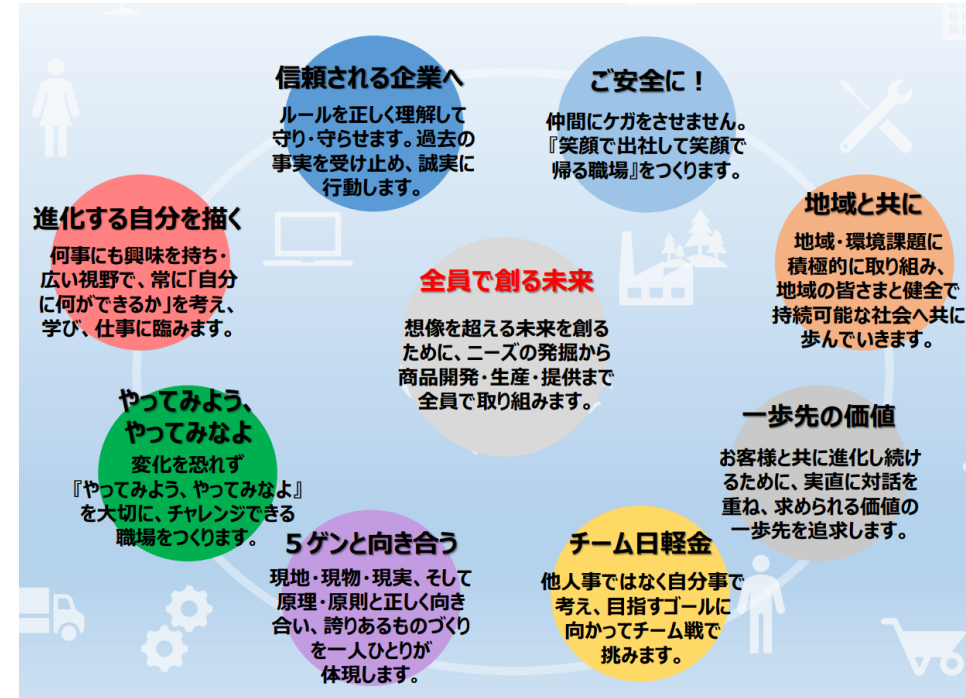 信頼される企業へ
ルールを正しく理解して
守り・守らせます。過去の
事実を受け止め、誠実に
行動します。
ご安全に！
仲間にケガをさせません。
『笑顔で出社して笑顔で
帰る職場』をつくります。
進化する自分を描く
何事にも興味を持ち・
広い視野で、常に「自分
に何ができるか」を考え、
学び、仕事に臨みます。
地域と共に
地域・環境課題に
積極的に取り組み、
地域の皆さまと健全で
持続可能な社会へ共に
歩んでいきます。
全員で創る未来
想像を超える未来を創る
ために、ニーズの発掘から
商品開発・生産・提供まで
全員で取り組みます。
やってみよう、
やってみなよ
変化を恐れず
『やってみよう、やってみなよ』
を大切に、チャレンジできる
職場をつくります。
一歩先の価値
お客様と共に進化し続け
るために、実直に対話を
重ね、求められる価値の
一歩先を追求します。
５ゲンと向き合う
現地・現物・現実、そして
原理・原則と正しく向き
合い、誇りあるものづくり
を一人ひとりが
体現します。
チーム日軽金
他人事ではなく自分事で
考え、目指すゴールに
向かってチーム戦で
挑みます。